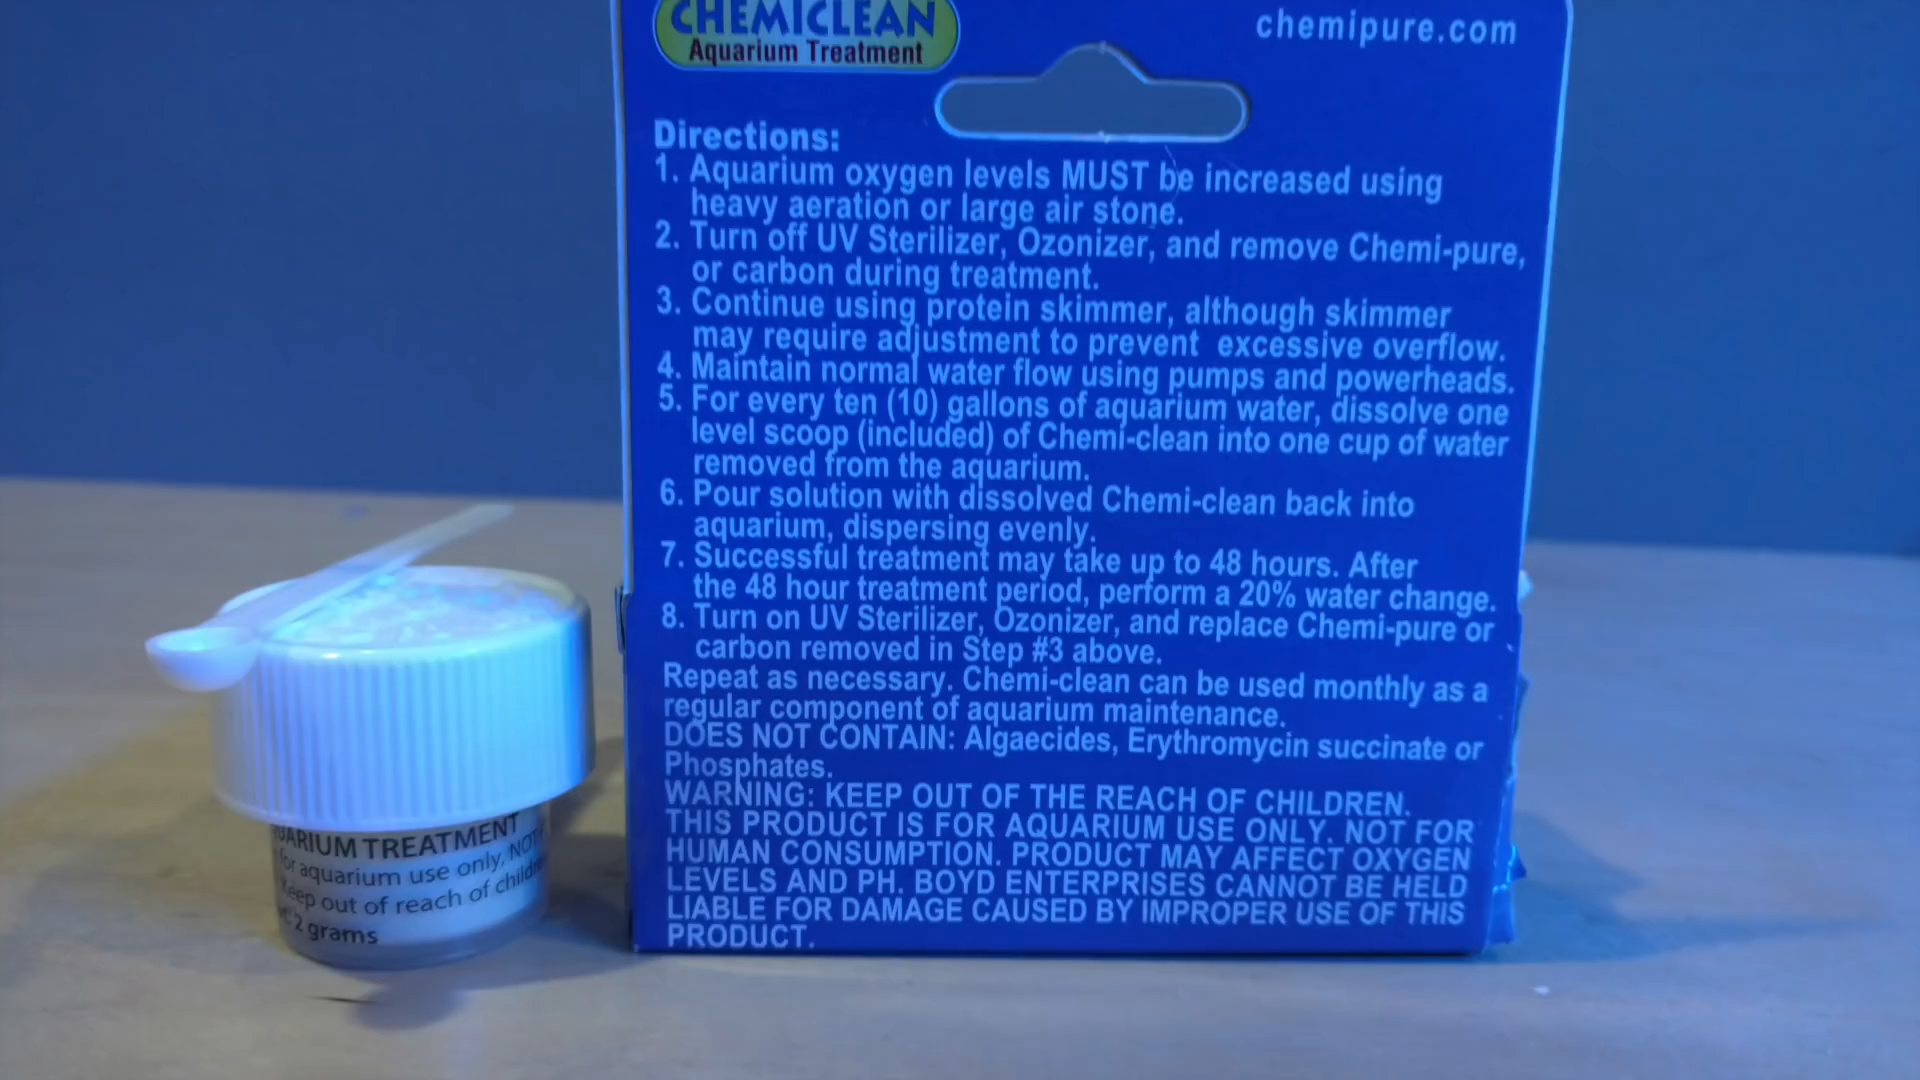 CHEMICLEAN
Aquarium Treatment
chemipure.com
Directions:
1. Aquarium oxygen levels MUST be increased using
heavy aeration or large air stone.
2. Turn off UV Sterilizer, Ozonizer, and remove Chemi-pure,
or carbon during treatment.
3. Continue using protein skimmer, although skimmer
may require adjustment to prevent excessive overflow.
4. Maintain normal water flow using pumps and powerheads.
5. For every ten (10) gallons of aquarium water, dissolve one
level scoop (included) of Chemi-clean into one cup of water
removed from the aquarium.
6. Pour solution with dissolved Chemi-clean back into
aquarium, dispersing evenly.
7. Successful treatment may take up to 48 hours. After
the 48 hour treatment period, perform a 20% water change.
8. Turn on UV Sterilizer, Ozonizer, and replace Chemi-pure or
carbon removed in Step #3 above.
Repeat as necessary. Chemi-clean can be used monthly as a
regular component of aquarium maintenance.
DOES NOT CONTAIN: Algaecides, Erythromycin succinate or
Phosphates.
WARNING: KEEP OUT OF THE REACH OF CHILDREN.
THIS PRODUCT IS FOR AQUARIUM USE ONLY. NOT FOR
HUMAN CONSUMPTION. PRODUCT MAY AFFECT OXYGEN
LEVELS AND PH. BOYD ENTERPRISES CANNOT BE HELD
LIABLE FOR DAMAGE CAUSED BY IMPROPER USE OF THIS
PRODUCT.
UARIUM TREATMENT
for aquarium use only, NOT
Keep out of reach of childre
2 grams